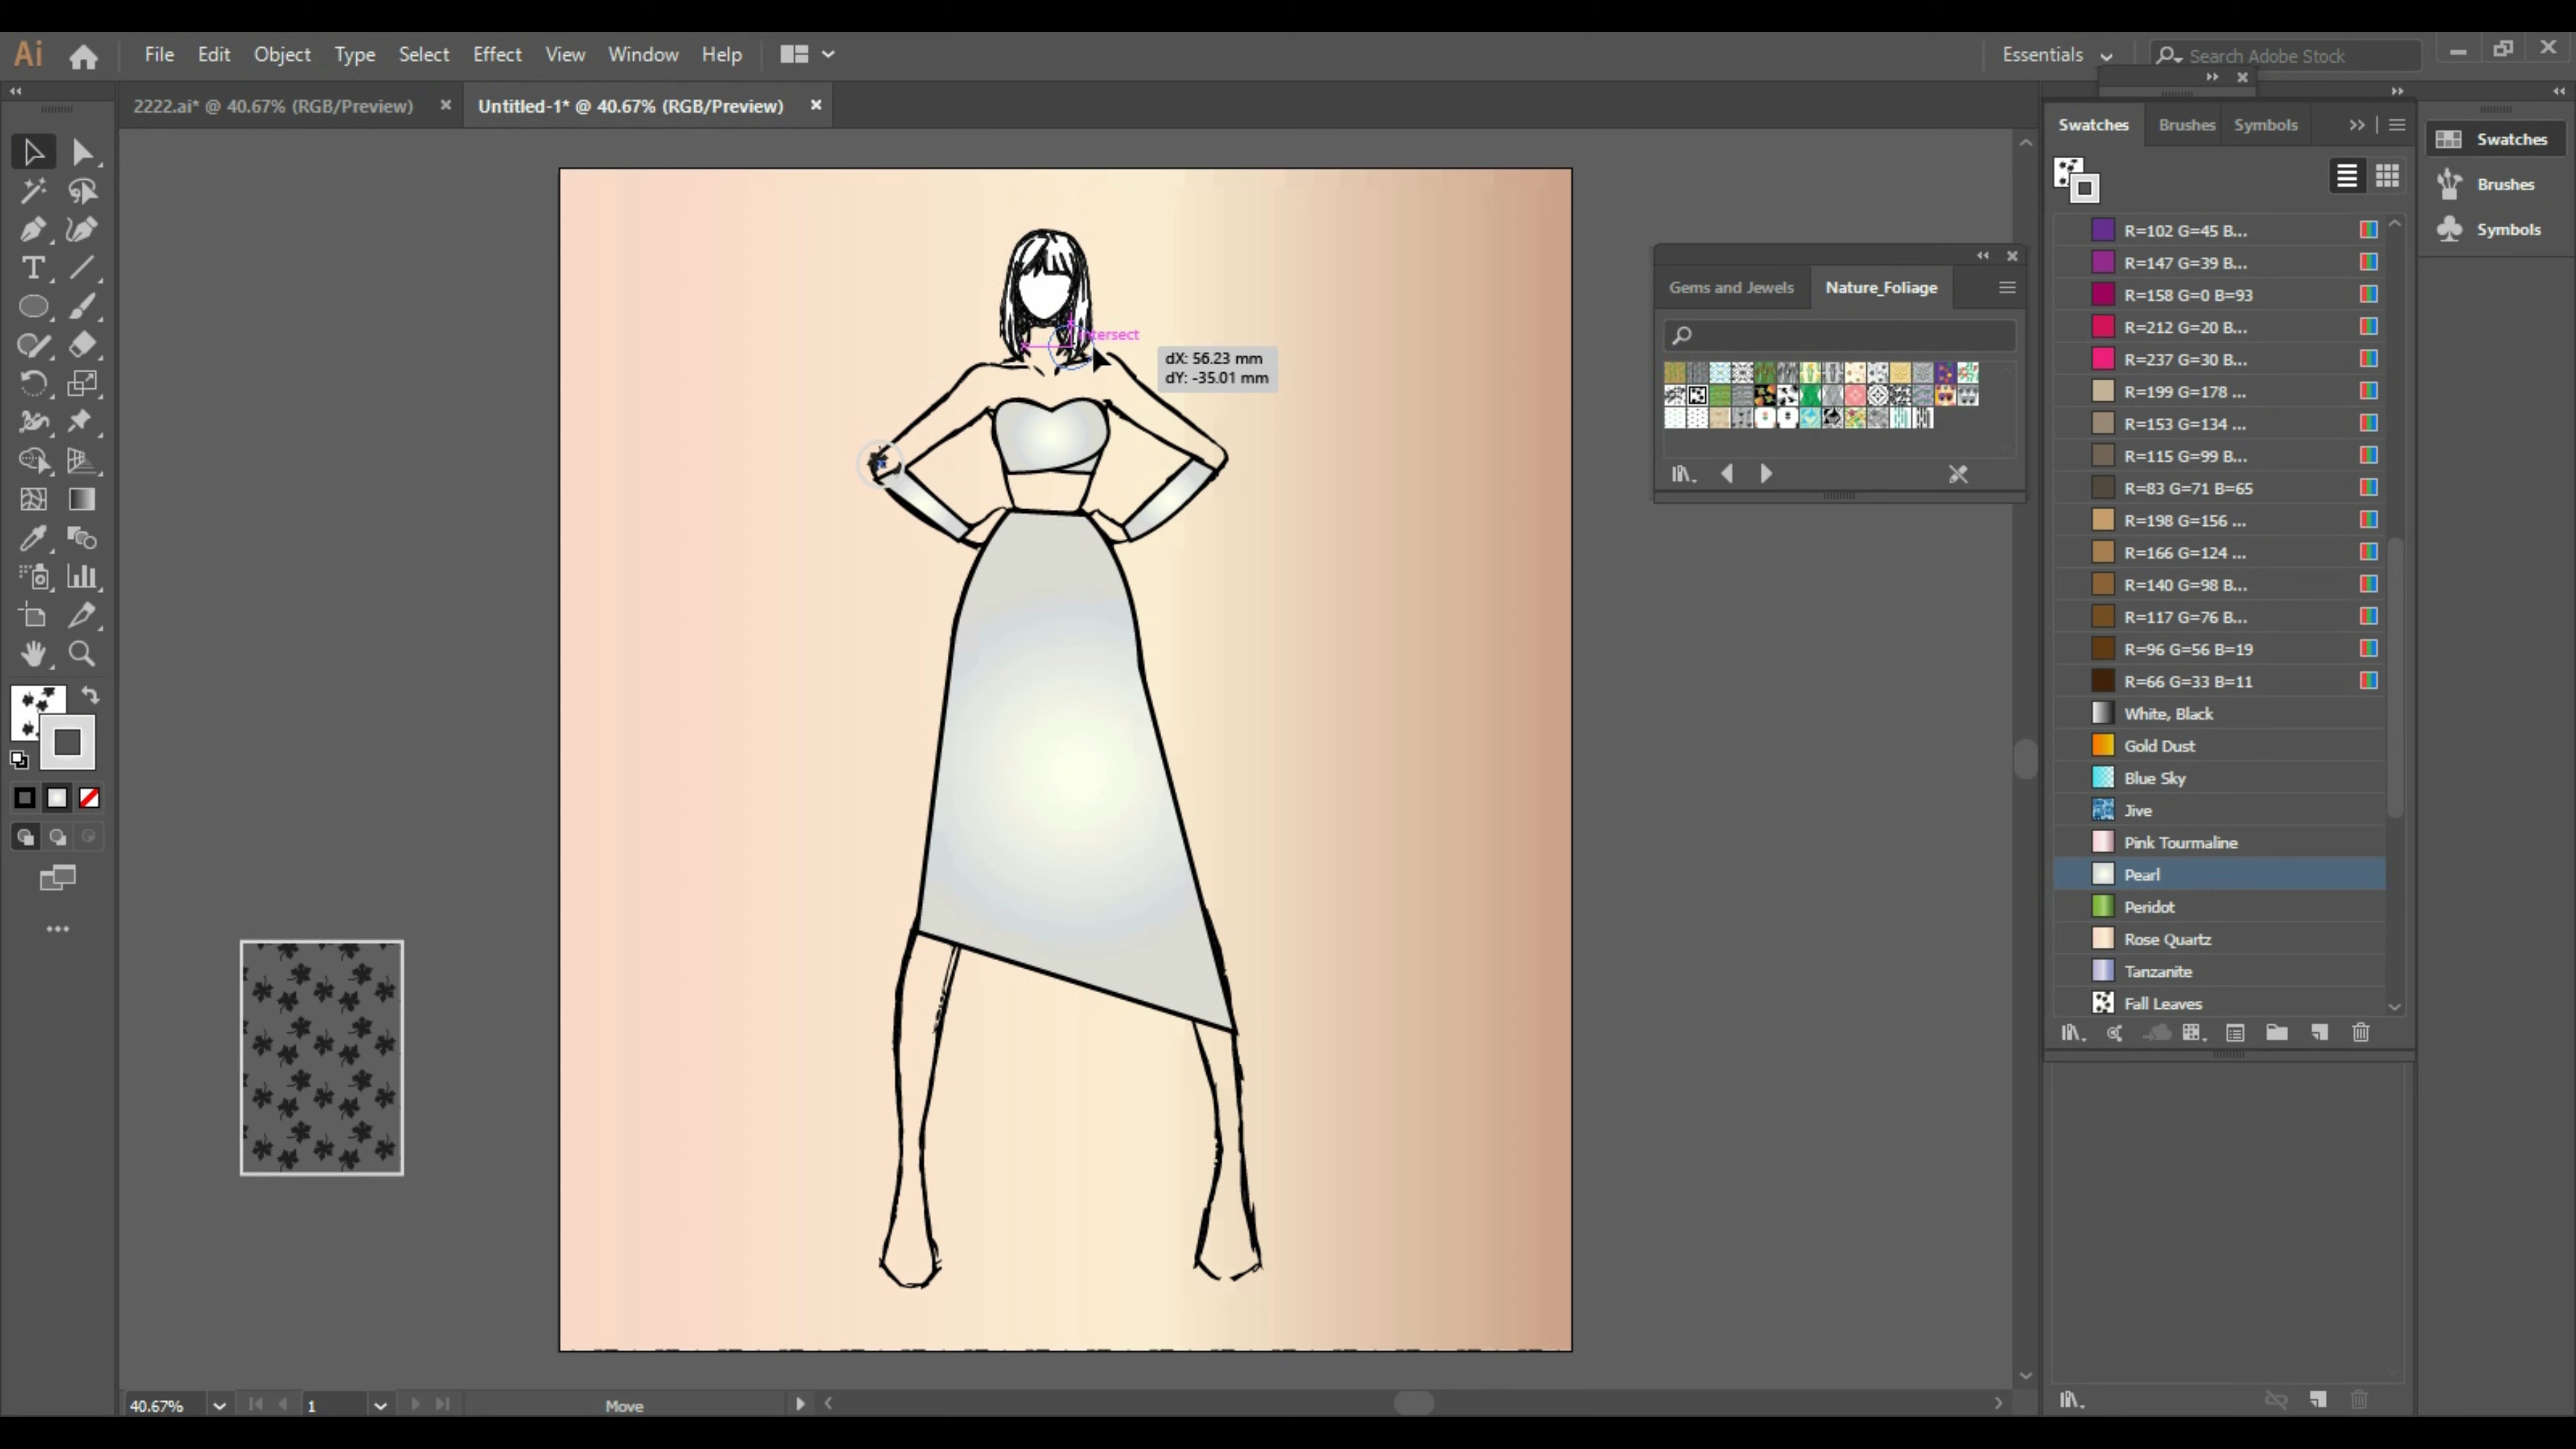 Ai File Edit Object Type Select Effect View Window Help Essentials Search Adobe Stock
2222.ai* @ 40.67% (RGB/Preview) Untitled-1* @ 40.67% (RGB/Preview)
Swatches Brushes Symbols
Swatches
Brushes
Symbols
R=102 G=45 B...
R=147 G=39 B...
R=158 G=0 B=93
R=212 G=20 B...
R=237 G=30 B...
R=199 G=178 ...
R=153 G=134 ...
R=115 G=99 B...
R=83 G=71 B=65
R=198 G=156 ...
R=166 G=124 ...
R=140 G=98 B...
R=117 G=76 B...
R=96 G=56 B=19
R=66 G=33 B=11
White, Black
Gold Dust
Blue Sky
Jive
Pink Tourmaline
Pearl
Peridot
Rose Quartz
Tanzanite
Fall Leaves
Gems and Jewels Nature_Foliage
intersect
dX: 56.23 mm
dY: -35.01 mm
40.67% 1 Move